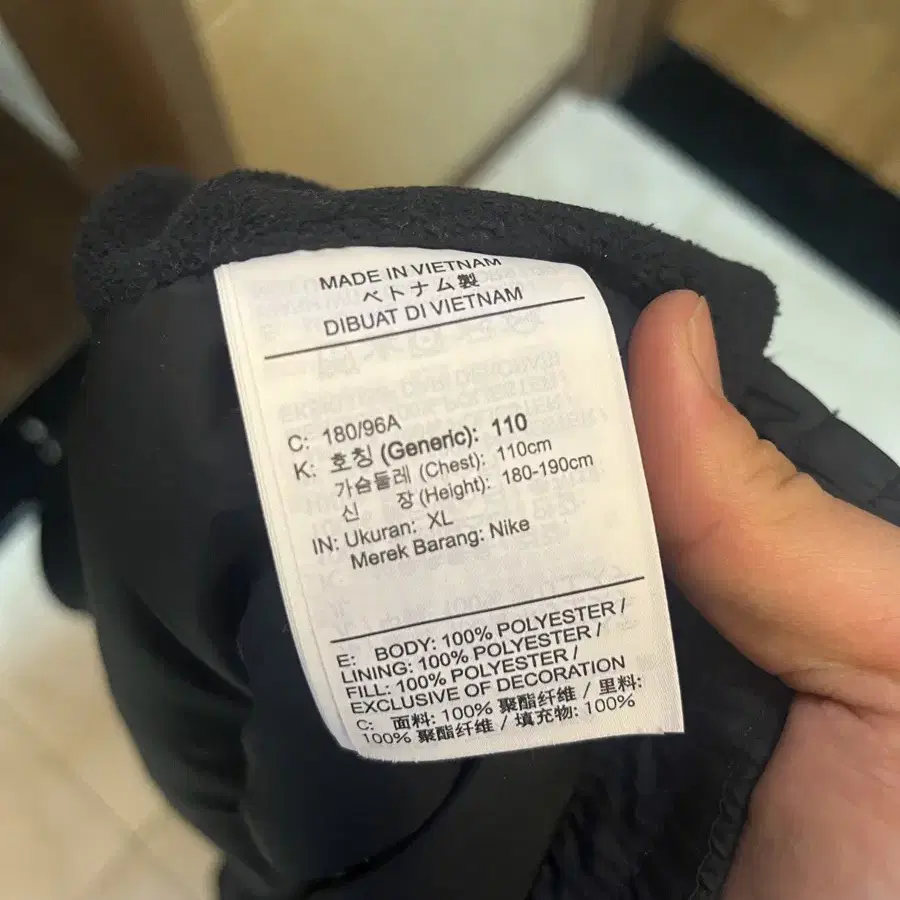 MADE IN VIETNAM
ベトナム製
DIBUAT DI VIETNAM
C: 180/96A
K: 호칭 (Generic): 110
가슴둘레 (Chest): 110cm
신 장 (Height): 180-190cm
IN: Ukuran: XL
Merek Barang: Nike
E: BODY: 100% POLYESTER /
LINING: 100% POLYESTER /
FILL: 100% POLYESTER /
EXCLUSIVE OF DECORATION
C: 面料: 100% 聚酯纤维 / 里料:
100% 聚酯纤维 / 填充物: 100%